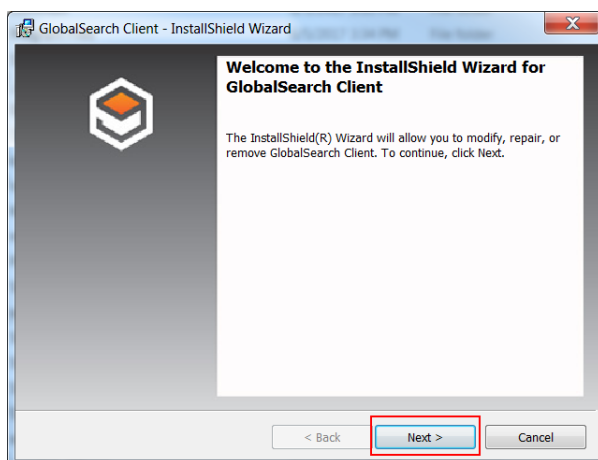 GlobalSearch Client - InstallShield Wizard
Welcome to the InstallShield Wizard for
GlobalSearch Client
The InstallShield(R) Wizard will allow you to modify, repair, or
remove GlobalSearch Client. To continue, click Next.
< Back Next > Cancel